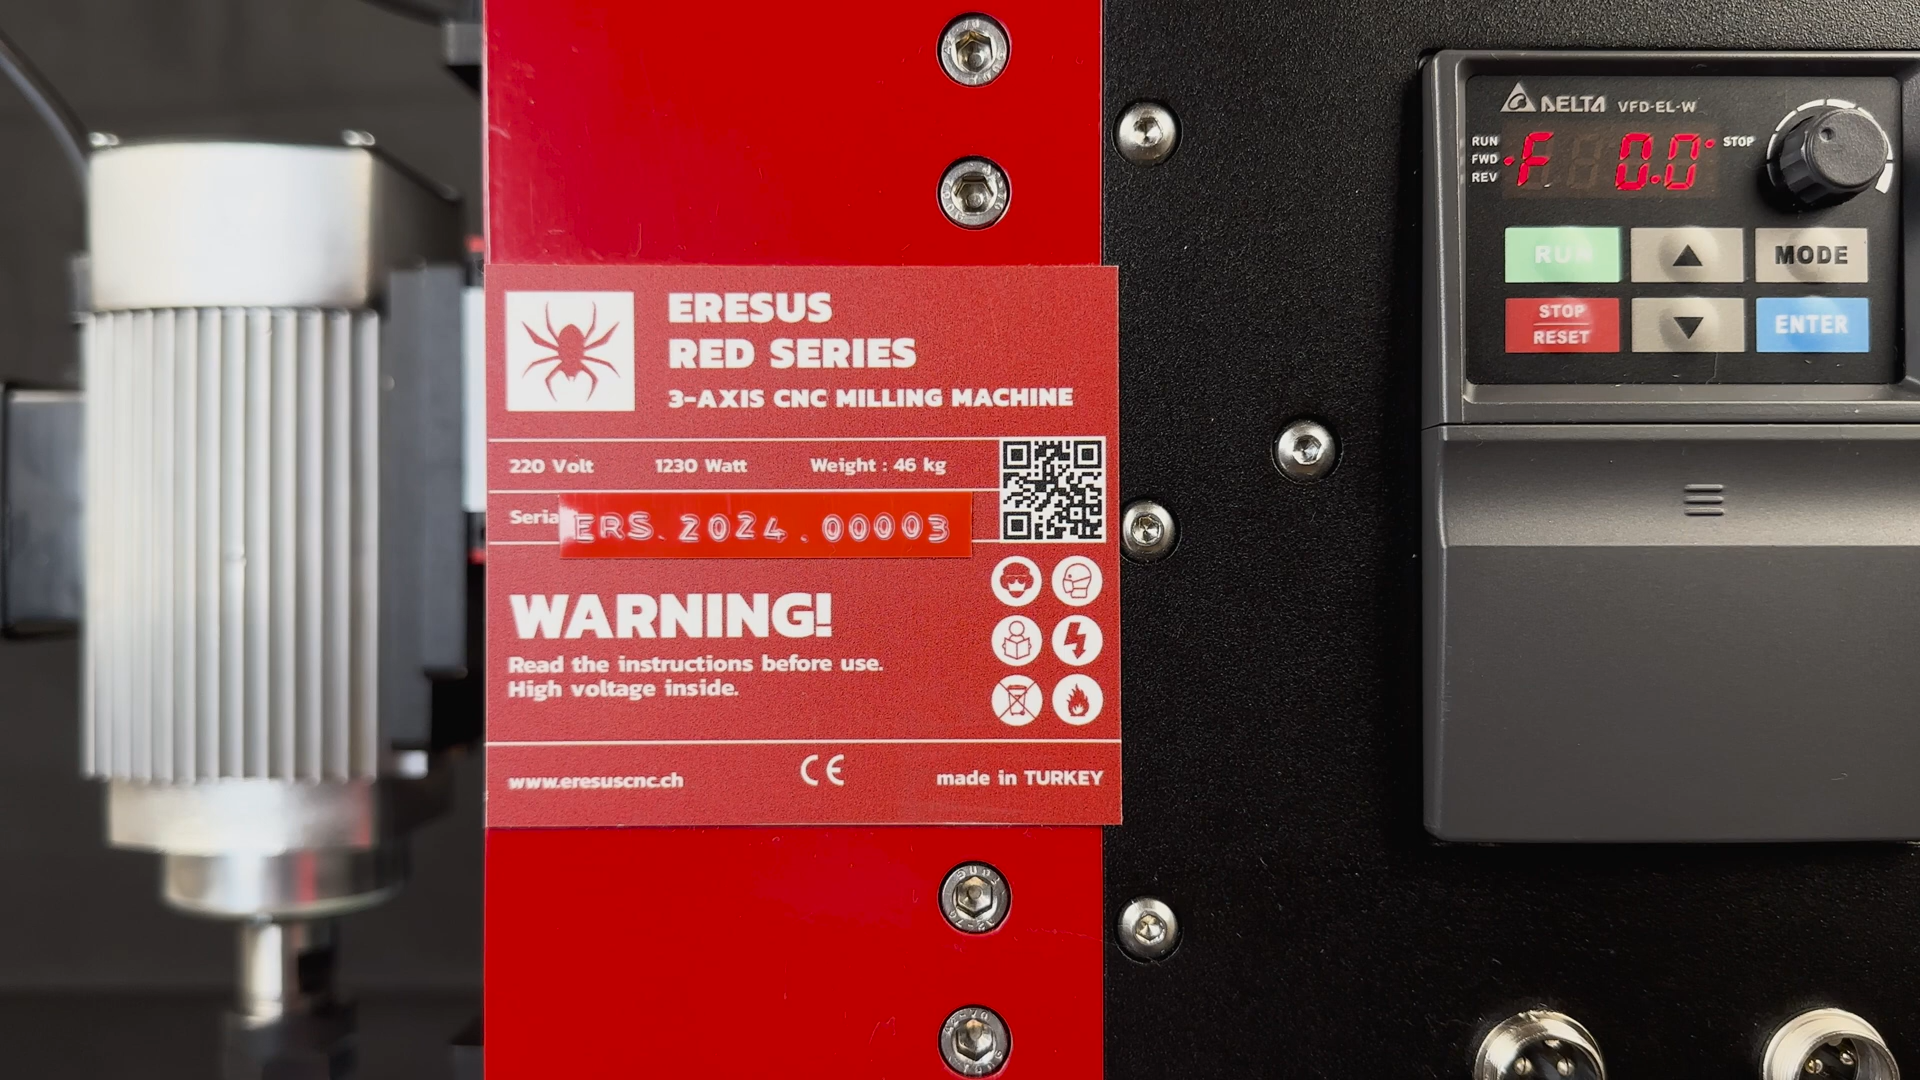 ERESUS
RED SERIES
3-AXIS CNC MILLING MACHINE
220 Volt 1230 Watt Weight : 46 kg
Seria ERS.2024.00003
WARNING!
Read the instructions before use.
High voltage inside.
www.eresuscnc.ch CE made in TURKEY
DELTA VFD-EL-W
RUN
FWD
REV
F 0.0
STOP
RUN
MODE
STOP
RESET
ENTER